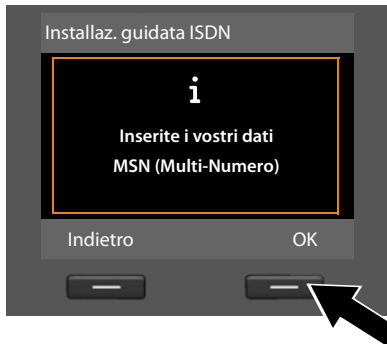 Installaz. guidata ISDN
i
Inserite i vostri dati
MSN (Multi-Numero)
Indietro OK